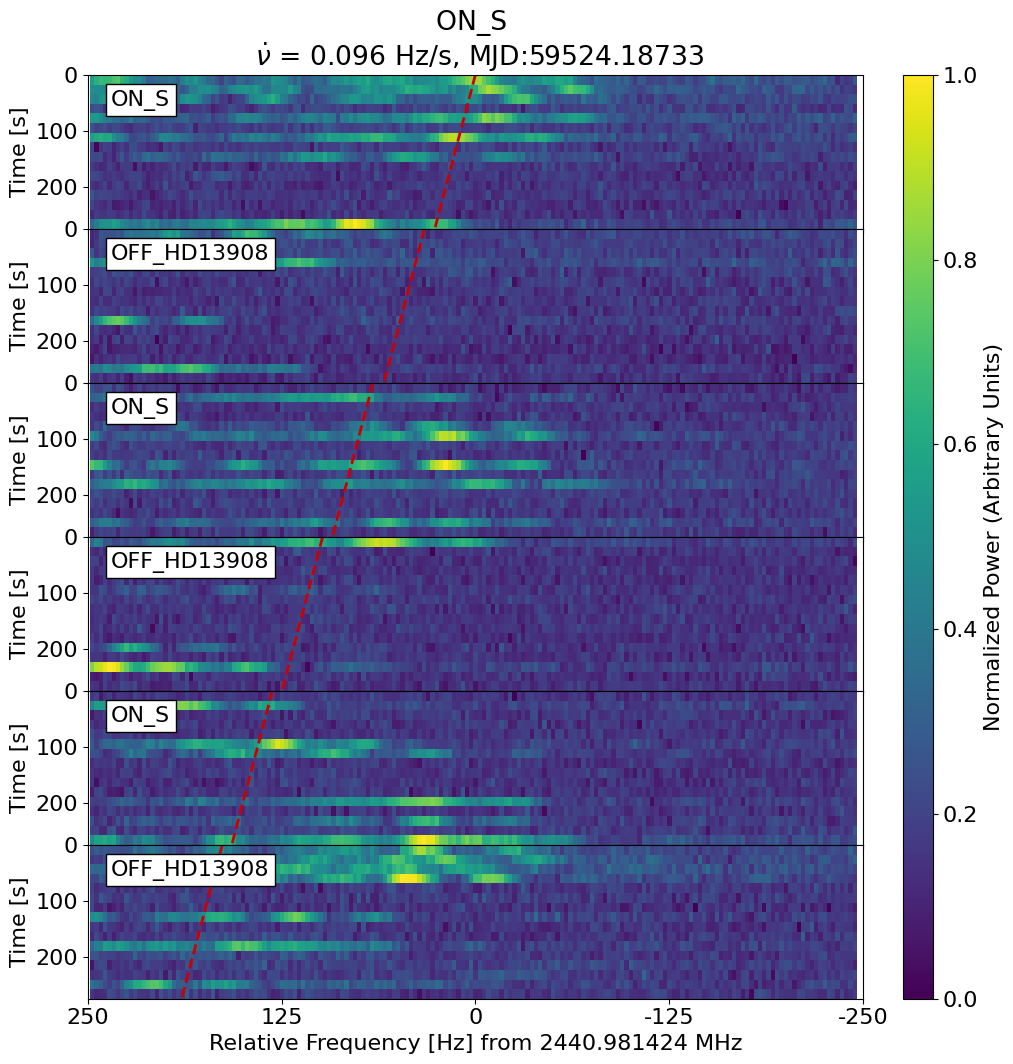 ON_S
ν̇ = 0.096 Hz/s, MJD:59524.18733
0
ON_S
100
200
Time [s]
0
OFF_HD13908
100
200
Time [s]
0
ON_S
100
200
Time [s]
0
OFF_HD13908
100
200
Time [s]
0
ON_S
100
200
Time [s]
0
OFF_HD13908
100
200
Time [s]
250 125 0 -125 -250
Relative Frequency [Hz] from 2440.981424 MHz
1.0
0.8
0.6
0.4
0.2
0.0
Normalized Power (Arbitrary Units)